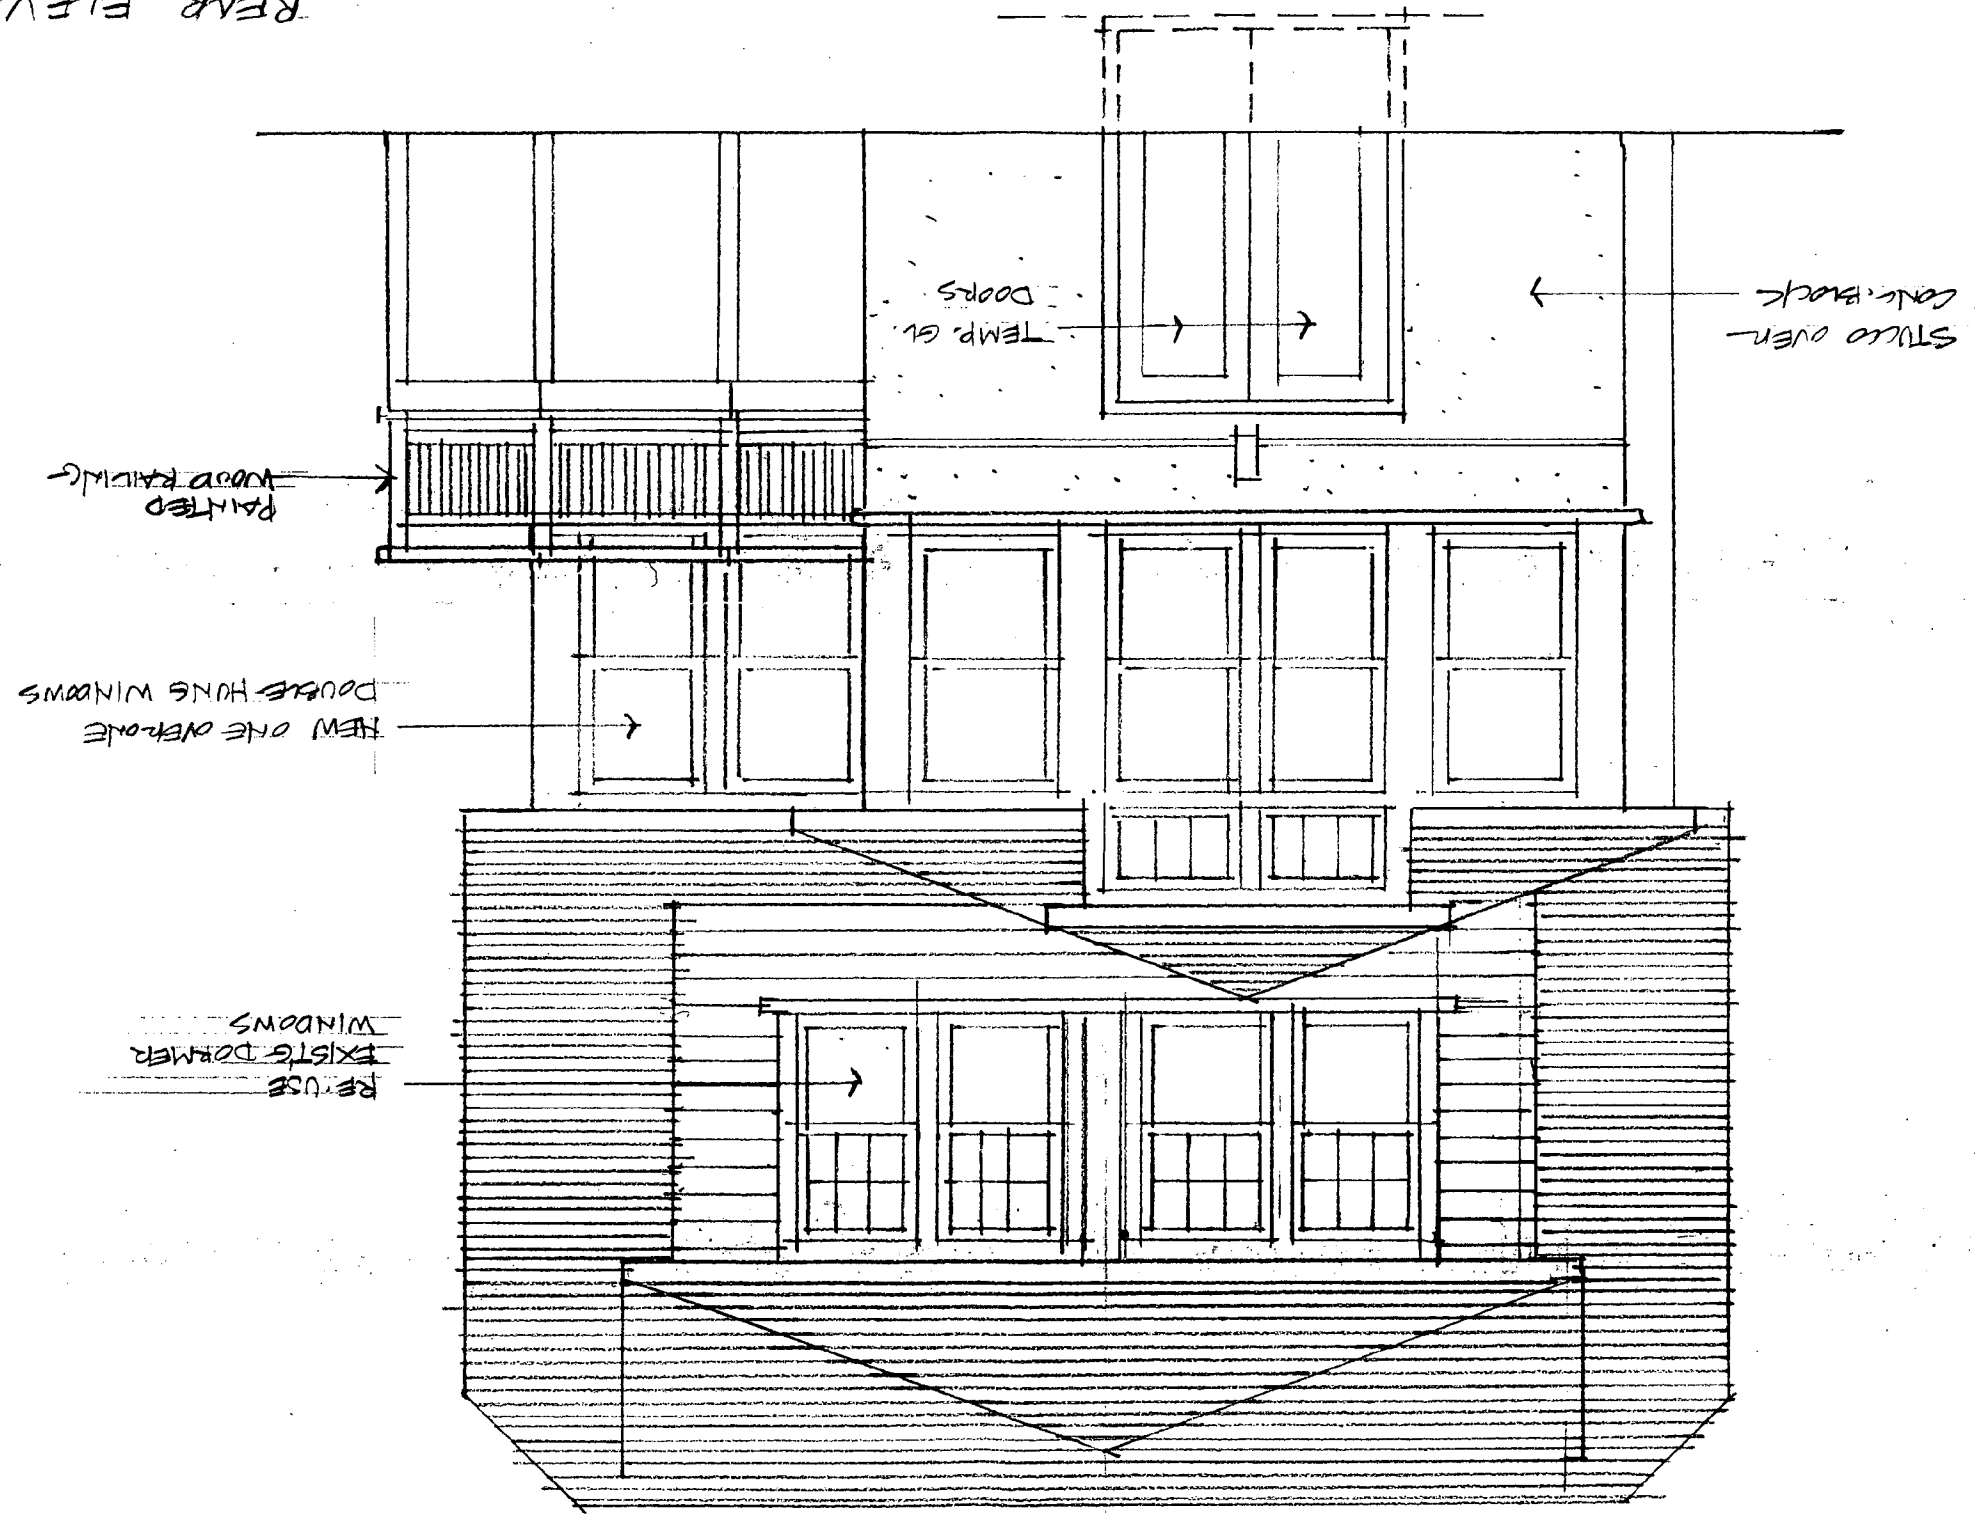 RE-USE
EXIST'G DORMER
WINDOWS
NEW ONE OVER ONE
DOUBLE HUNG WINDOWS
PAINTED
WOOD RAILING
STUCCO OVER
CONC. BLOCK
TEMP. GL.
DOORS
REAR ELEV